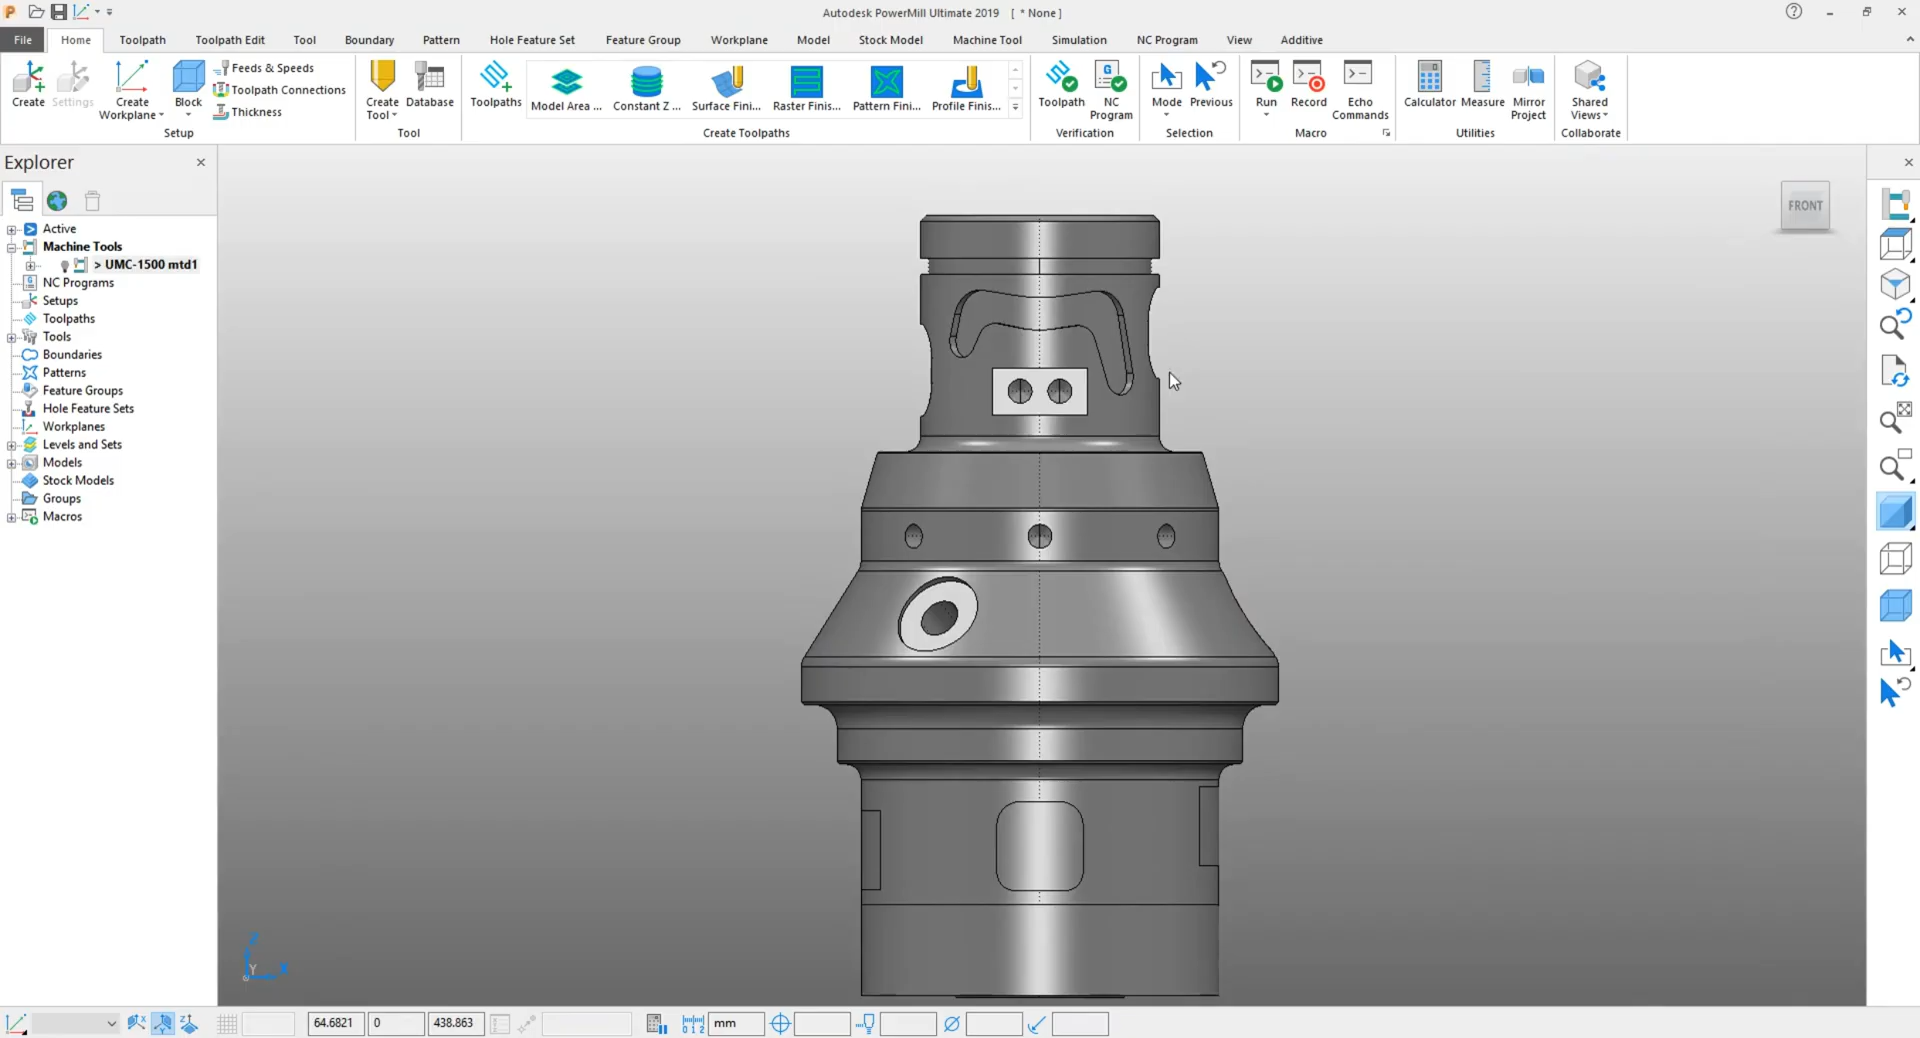 Autodesk PowerMill Ultimate 2019 [ * None ]
File Home Toolpath Toolpath Edit Tool Boundary Pattern Hole Feature Set Feature Group Workplane Model Stock Model Machine Tool Simulation NC Program View Additive
Create
Settings
Create Workplane
Block
Feeds & Speeds
Toolpath Connections
Thickness
Setup
Create Tool
Database
Tool
Toolpaths
Model Area ...
Constant Z ...
Surface Fini...
Raster Finis...
Pattern Fini...
Profile Finis...
Create Toolpaths
Toolpath
NC Program
Verification
Mode
Previous
Selection
Run
Record
Echo Commands
Macro
Calculator
Measure
Mirror Project
Utilities
Shared Views
Collaborate
Explorer
Active
Machine Tools
> UMC-1500 mtd1
NC Programs
Setups
Toolpaths
Tools
Boundaries
Patterns
Feature Groups
Hole Feature Sets
Workplanes
Levels and Sets
Models
Stock Models
Groups
Macros
FRONT
Z
Y
X
64.6821 0 438.863 mm